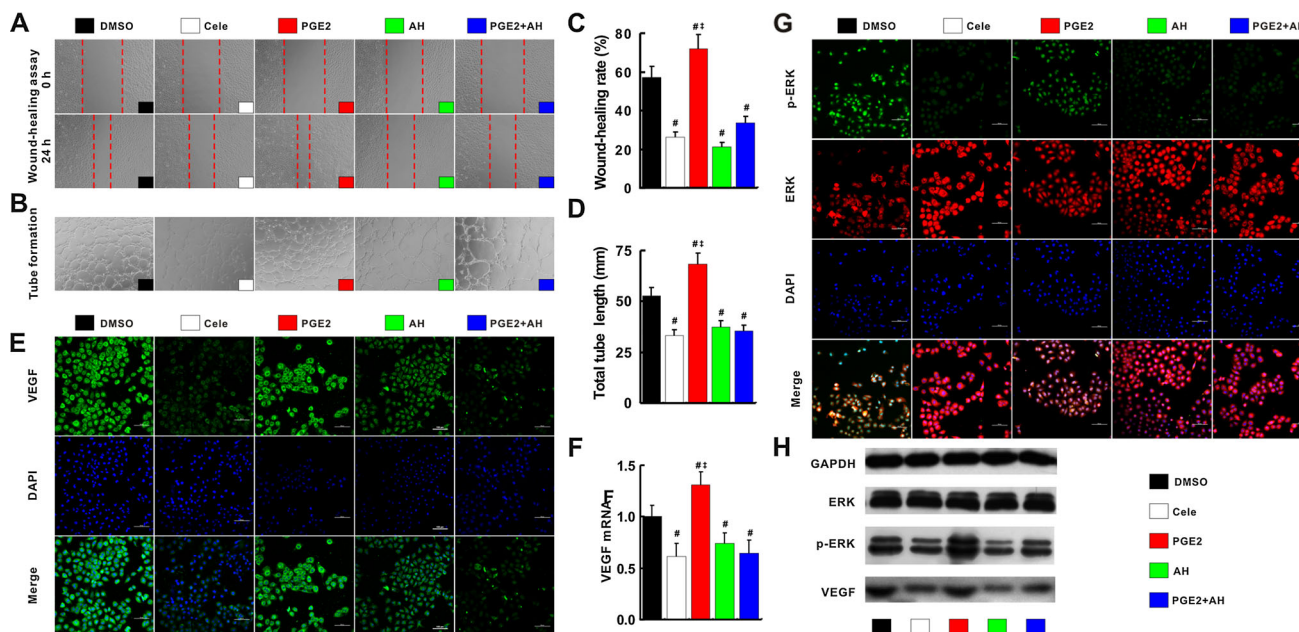 A
DMSO Cele PGE2 AH PGE2+AH
Wound-healing assay
0 h
24 h
B
Tube formation
DMSO Cele PGE2 AH PGE2+AH
E
VEGF
DAPI
Merge
C
Wound-healing rate (%)
80
60
40
20
0
#
#‡
#
#
D
Total tube length (mm)
75
50
25
0
#
#‡
#
#
F
VEGF mRNA
1.5
1.0
0.5
0.0
#
#‡
#
#
G
DMSO Cele PGE2 AH PGE2+AH
p-ERK
ERK
DAPI
Merge
H
GAPDH
ERK
p-ERK
VEGF
DMSO
Cele
PGE2
AH
PGE2+AH